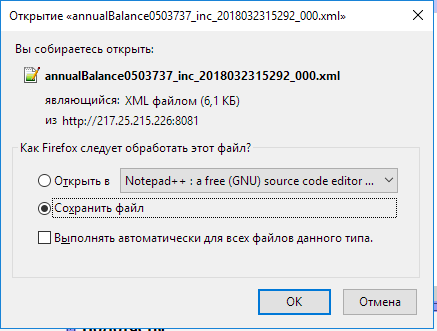 Открытие «annualBalance0503737_inc_2018032315292_000.xml»
Вы собираетесь открыть:
annualBalance0503737_inc_2018032315292_000.xml
являющийся: XML файлом (6,1 КБ)
из http://217.25.215.226:8081
Как Firefox следует обработать этот файл?
Открыть в Notepad++ : a free (GNU) source code editor ...
Сохранить файл
Выполнять автоматически для всех файлов данного типа.
OK Отмена